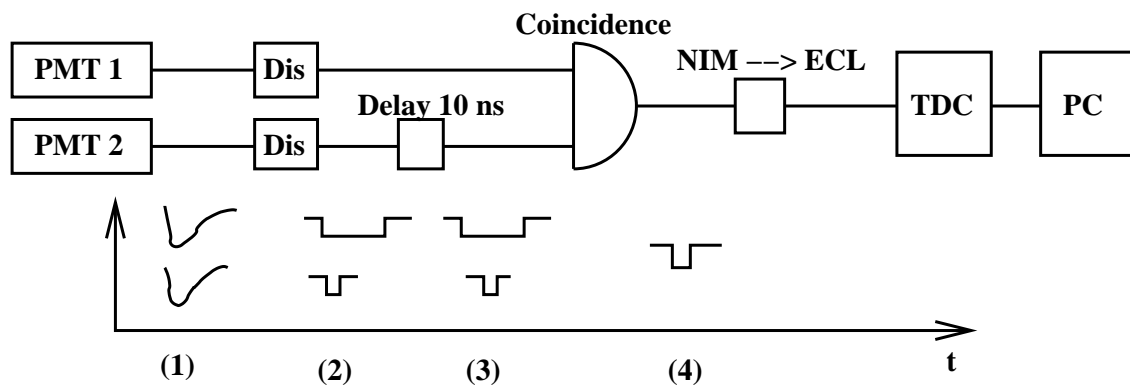 Coincidence
PMT 1
Dis
NIM −−> ECL
Delay 10 ns
TDC
PC
PMT 2
Dis
(1)
(2)
(3)
(4)
t